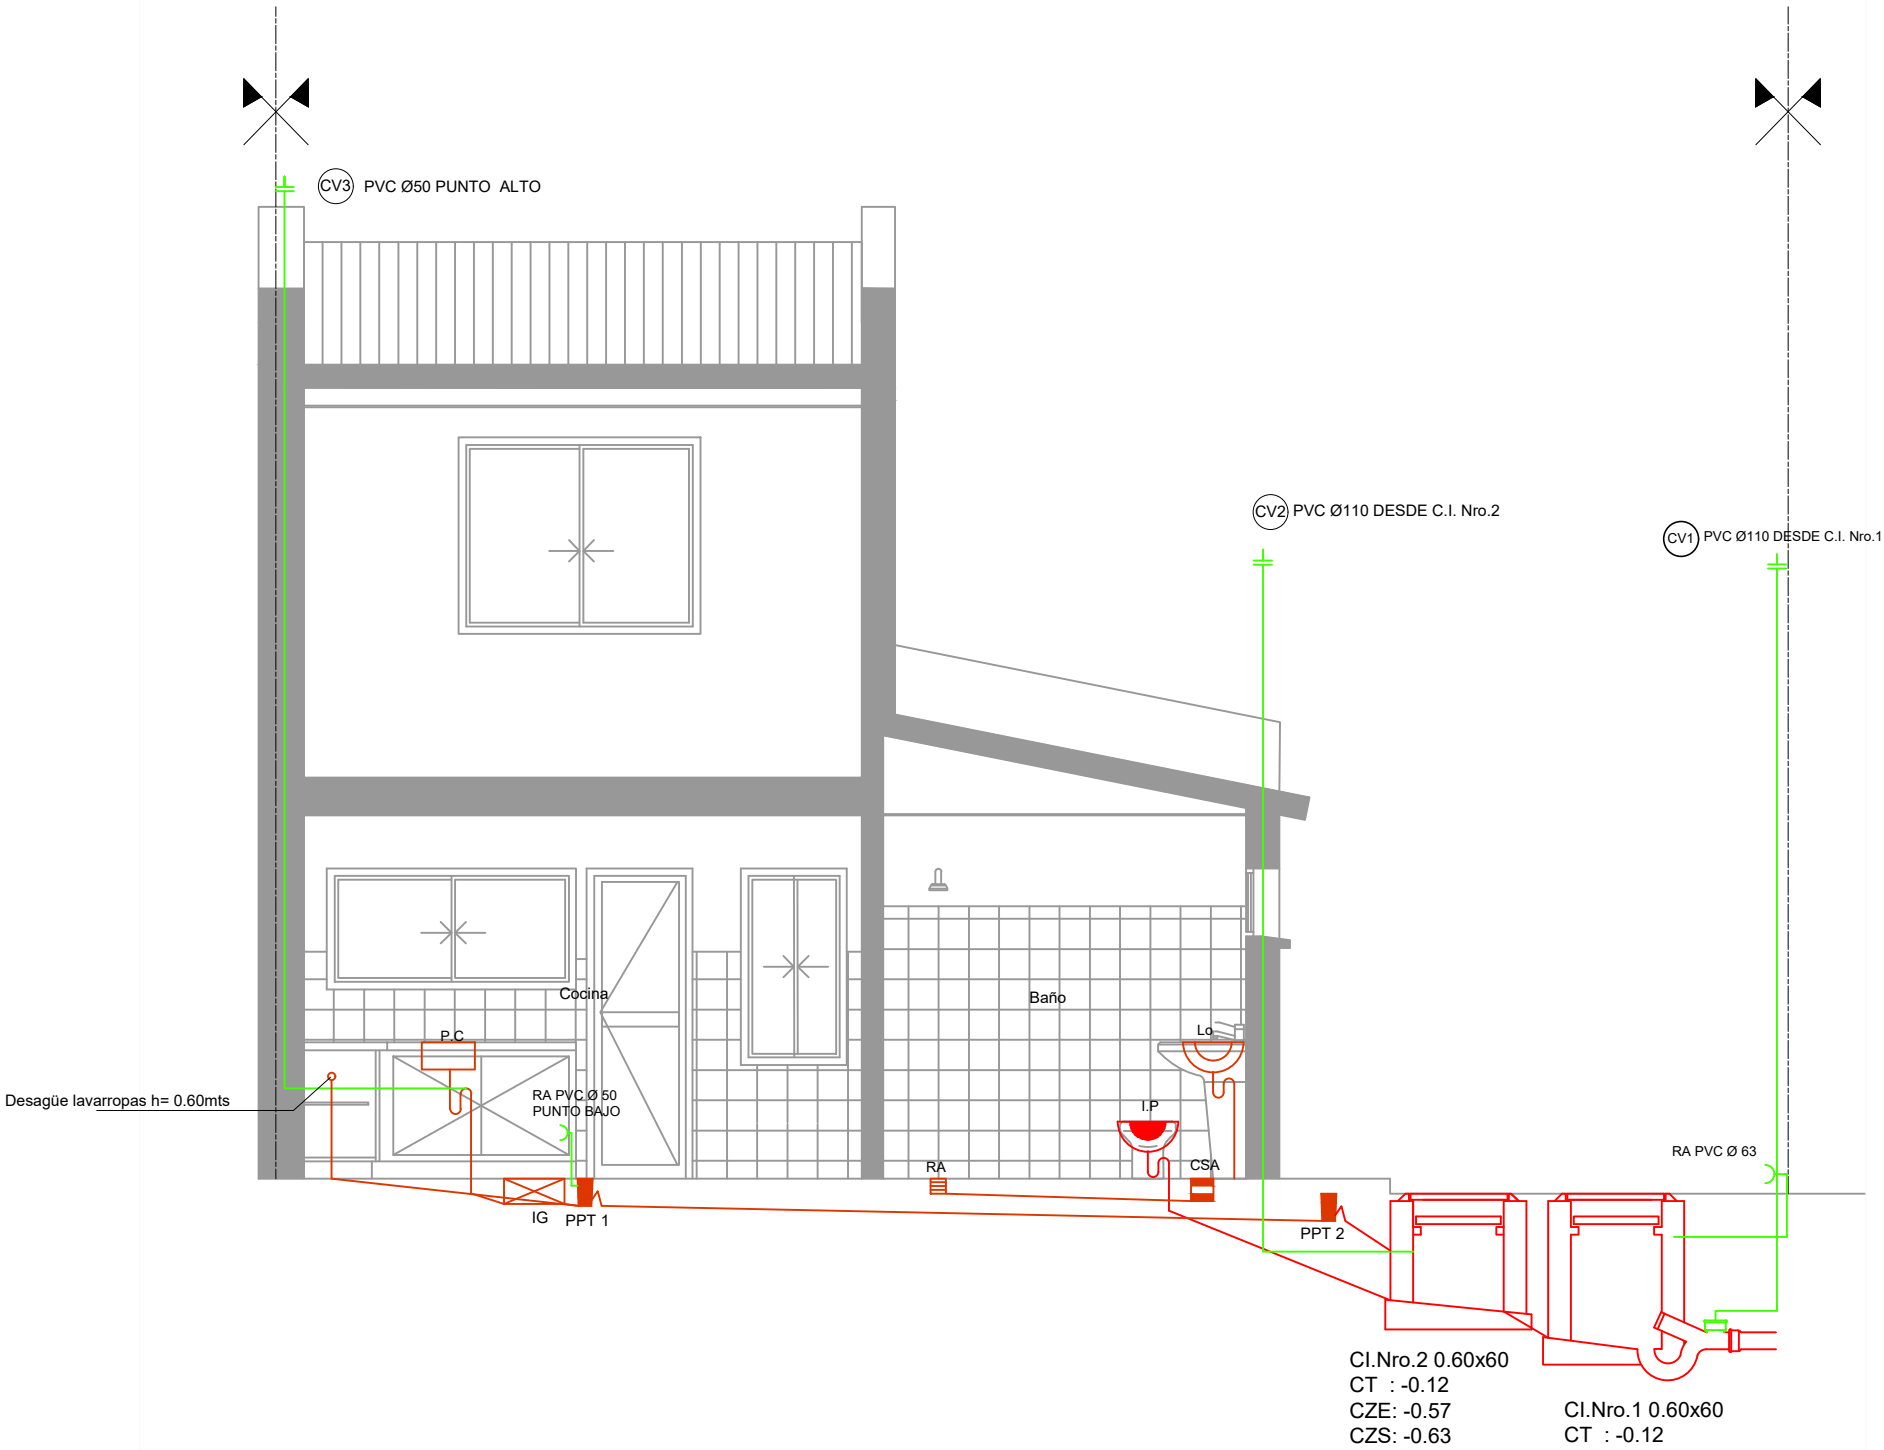 CV3 PVC Ø50 PUNTO ALTO
CV2 PVC Ø110 DESDE C.I. Nro.2
CV1 PVC Ø110 DESDE C.I. Nro.1
Cocina
Baño
P.C
Lo
Desagüe lavarropas h= 0.60mts
RA PVC Ø 50
PUNTO BAJO
I.P
RA
CSA
RA PVC Ø 63
IG
PPT 1
PPT 2
CI.Nro.2 0.60x60
CT : -0.12
CZE: -0.57
CZS: -0.63
CI.Nro.1 0.60x60
CT : -0.12